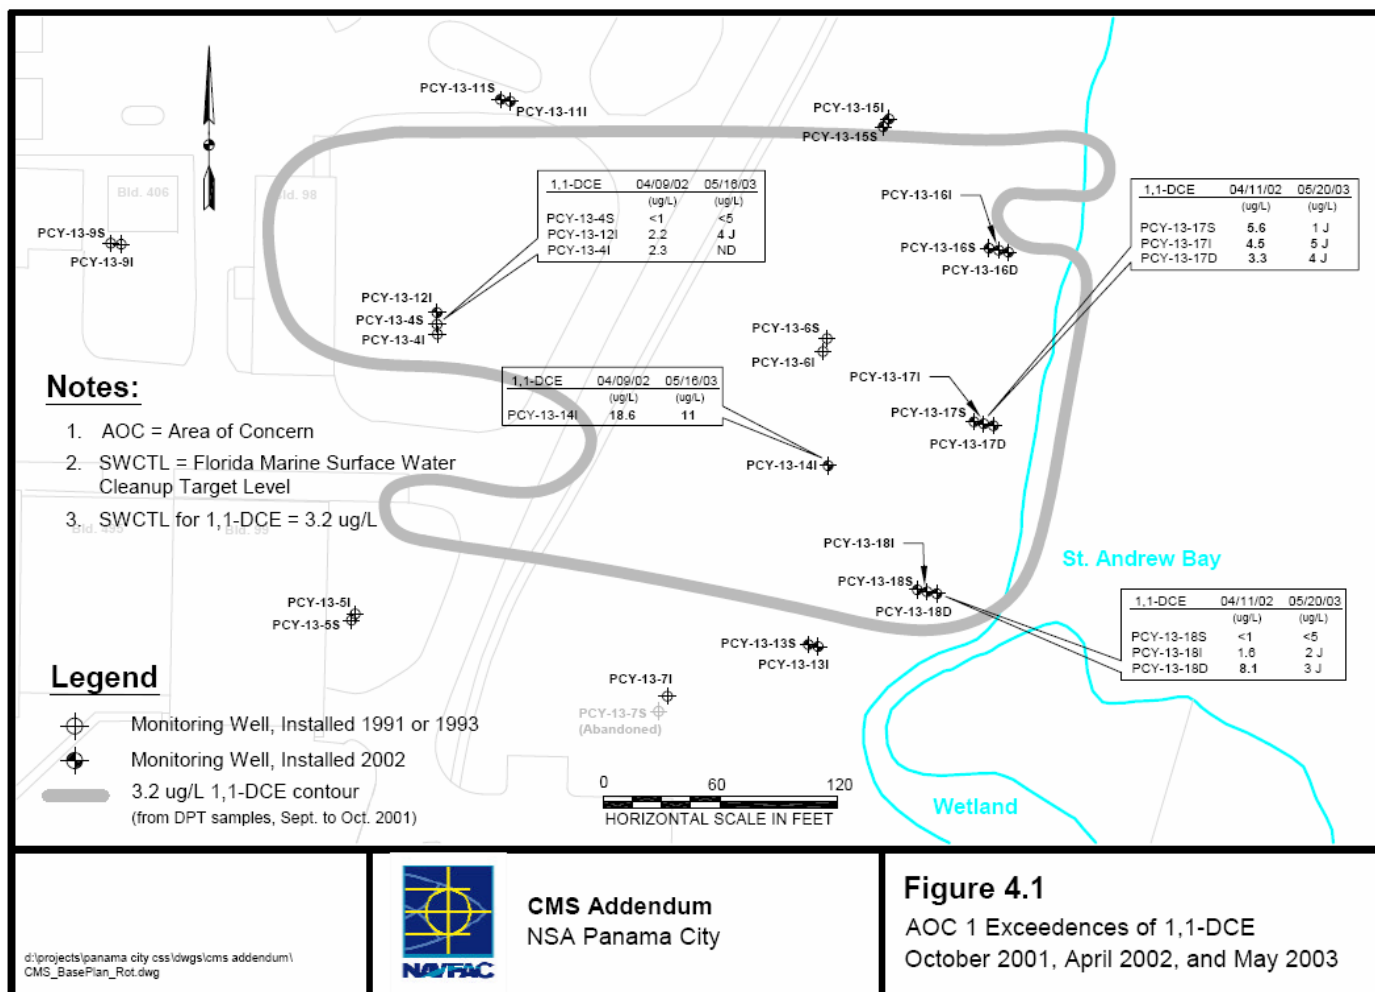 PCY-13-11S
PCY-13-11I
PCY-13-15I
PCY-13-15S
Bld. 406
Bld. 98
1,1-DCE 04/09/02 05/16/03
(ug/L) (ug/L)
PCY-13-4S <1 <5
PCY-13-12I 2.2 4 J
PCY-13-4I 2.3 ND
PCY-13-16I
PCY-13-16S
PCY-13-16D
1,1-DCE 04/11/02 05/20/03
(ug/L) (ug/L)
PCY-13-17S 5.6 1 J
PCY-13-17I 4.5 5 J
PCY-13-17D 3.3 4 J
PCY-13-9S
PCY-13-9I
PCY-13-12I
PCY-13-4S
PCY-13-4I
PCY-13-6S
PCY-13-6I
1,1-DCE 04/09/02 05/16/03
(ug/L) (ug/L)
PCY-13-14I 18.6 11
PCY-13-17I
PCY-13-17S
PCY-13-17D
PCY-13-14I
Notes:
1. AOC = Area of Concern
2. SWCTL = Florida Marine Surface Water
Cleanup Target Level
3. SWCTL for 1,1-DCE = 3.2 ug/L
Bld. 495
Bld. 99
PCY-13-18I
PCY-13-18S
PCY-13-18D
St. Andrew Bay
1,1-DCE 04/11/02 05/20/03
(ug/L) (ug/L)
PCY-13-18S <1 <5
PCY-13-18I 1.6 2 J
PCY-13-18D 8.1 3 J
PCY-13-5I
PCY-13-5S
PCY-13-13S
PCY-13-13I
PCY-13-7I
PCY-13-7S
(Abandoned)
Legend
Monitoring Well, Installed 1991 or 1993
Monitoring Well, Installed 2002
3.2 ug/L 1,1-DCE contour
(from DPT samples, Sept. to Oct. 2001)
0 60 120
HORIZONTAL SCALE IN FEET
Wetland
d:\projects\panama city css\dwgs\cms addendum\
CMS_BasePlan_Rot.dwg
NAVFAC
CMS Addendum
NSA Panama City
Figure 4.1
AOC 1 Exceedences of 1,1-DCE
October 2001, April 2002, and May 2003